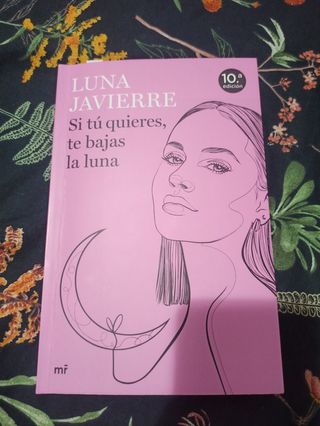 LUNA
JAVIERRE
10.ª
edición
Si tú quieres,
te bajas
la luna
mr̄